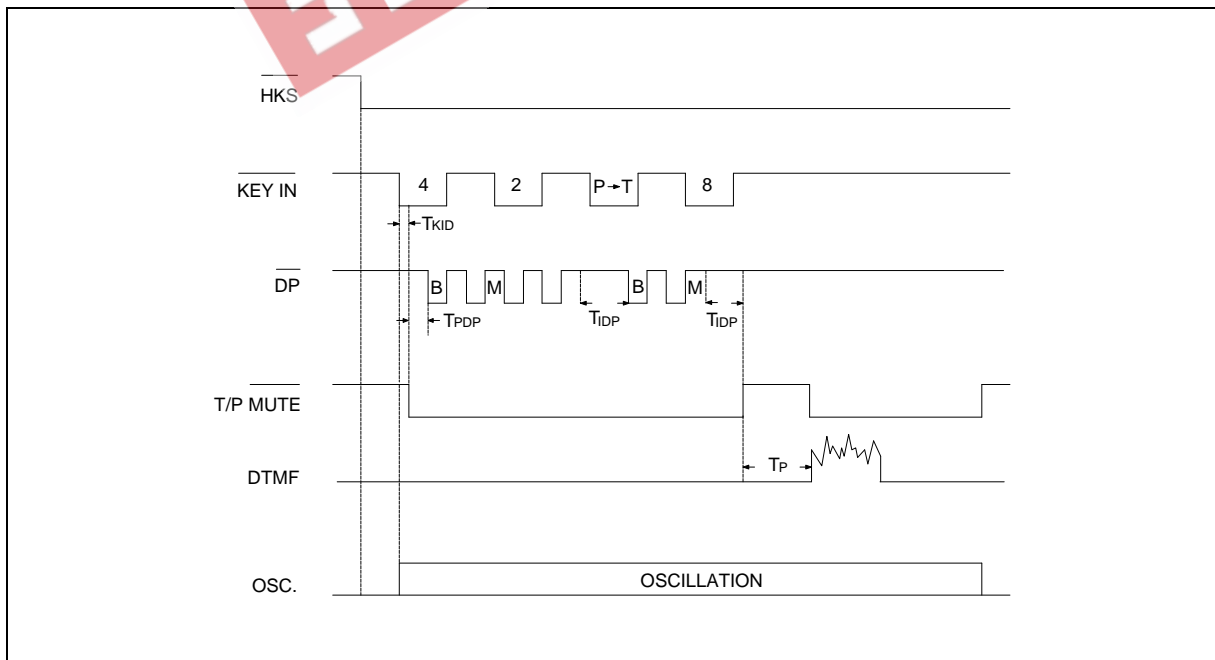 HKS
KEY IN 4 2 P→T 8
TKID
DP B M B M
TPDP TIDP TIDP
T/P MUTE
DTMF TP
OSC. OSCILLATION